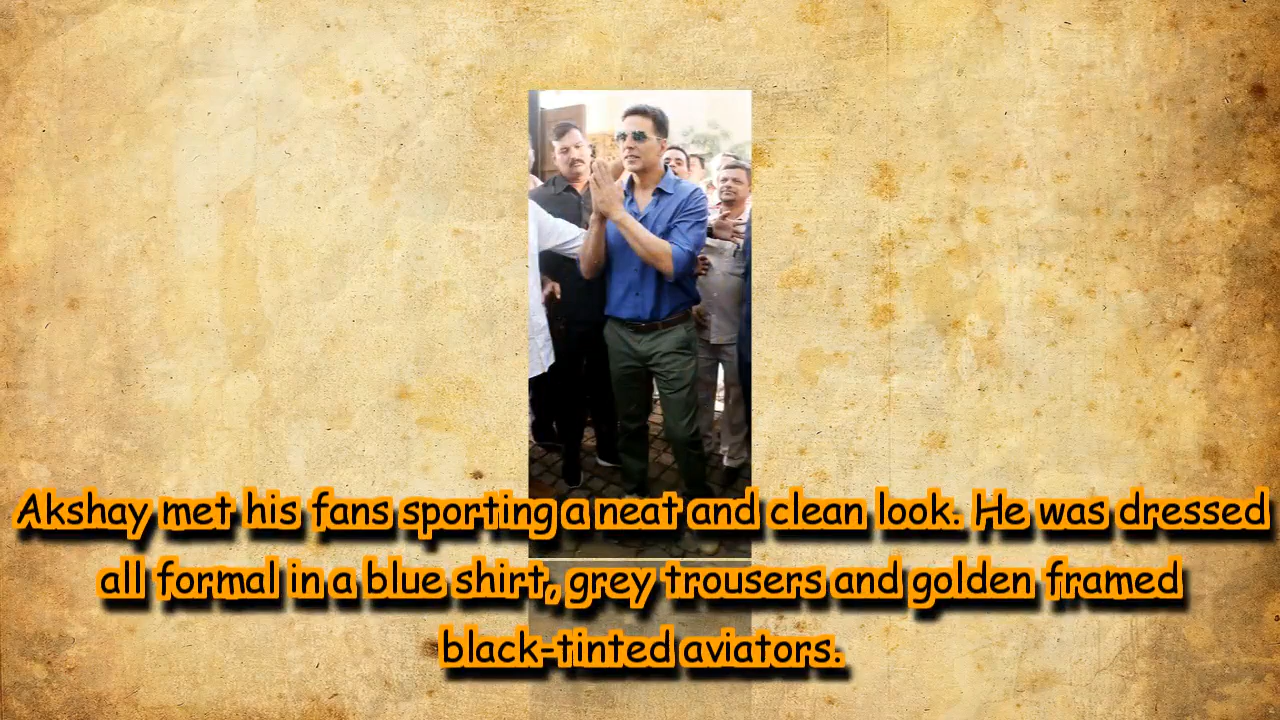 Akshay met his fans sporting a neat and clean look. He was dressed
all formal in a blue shirt, grey trousers and golden framed
black-tinted aviators.